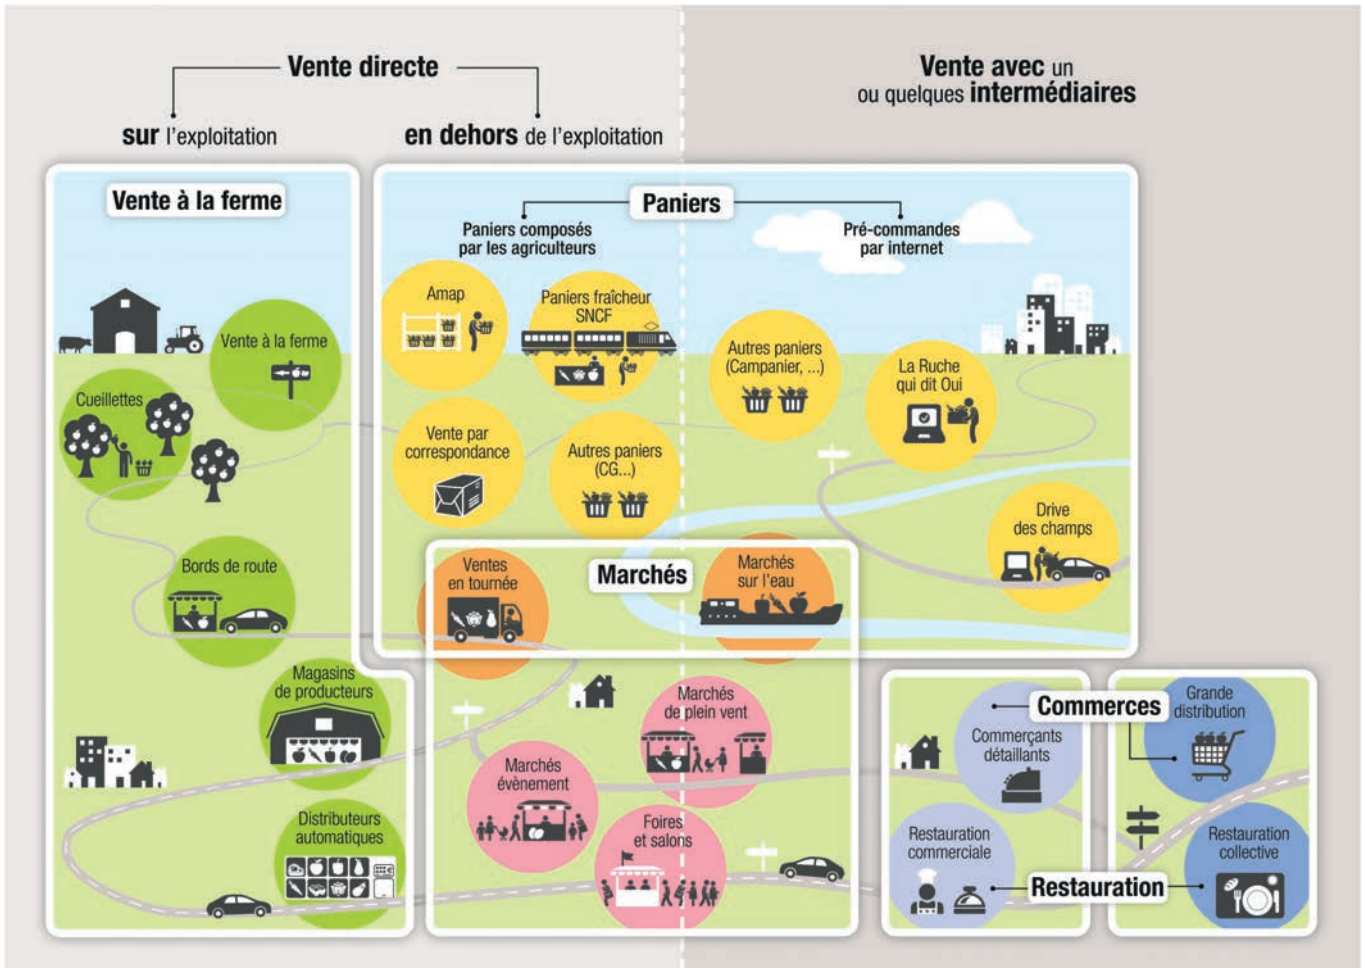 Vente directe
sur l'exploitation
en dehors de l'exploitation
Vente avec un
ou quelques intermédiaires
Vente à la ferme
Vente à la ferme
Cueillettes
Bords de route
Magasins
de producteurs
Distributeurs
automatiques
Paniers
Paniers composés
par les agriculteurs
Pré-commandes
par internet
Amap
Paniers fraîcheur
SNCF
Autres paniers
(Campanier, ...)
La Ruche
qui dit Oui
Vente par
correspondance
Autres paniers
(CG...)
Drive
des champs
Marchés
Ventes
en tournée
Marchés
sur l'eau
Marchés
de plein vent
Marchés
évènement
Foires
et salons
Commerces
Commerçants
détaillants
Grande
distribution
Restauration
commerciale
Restauration
collective
Restauration